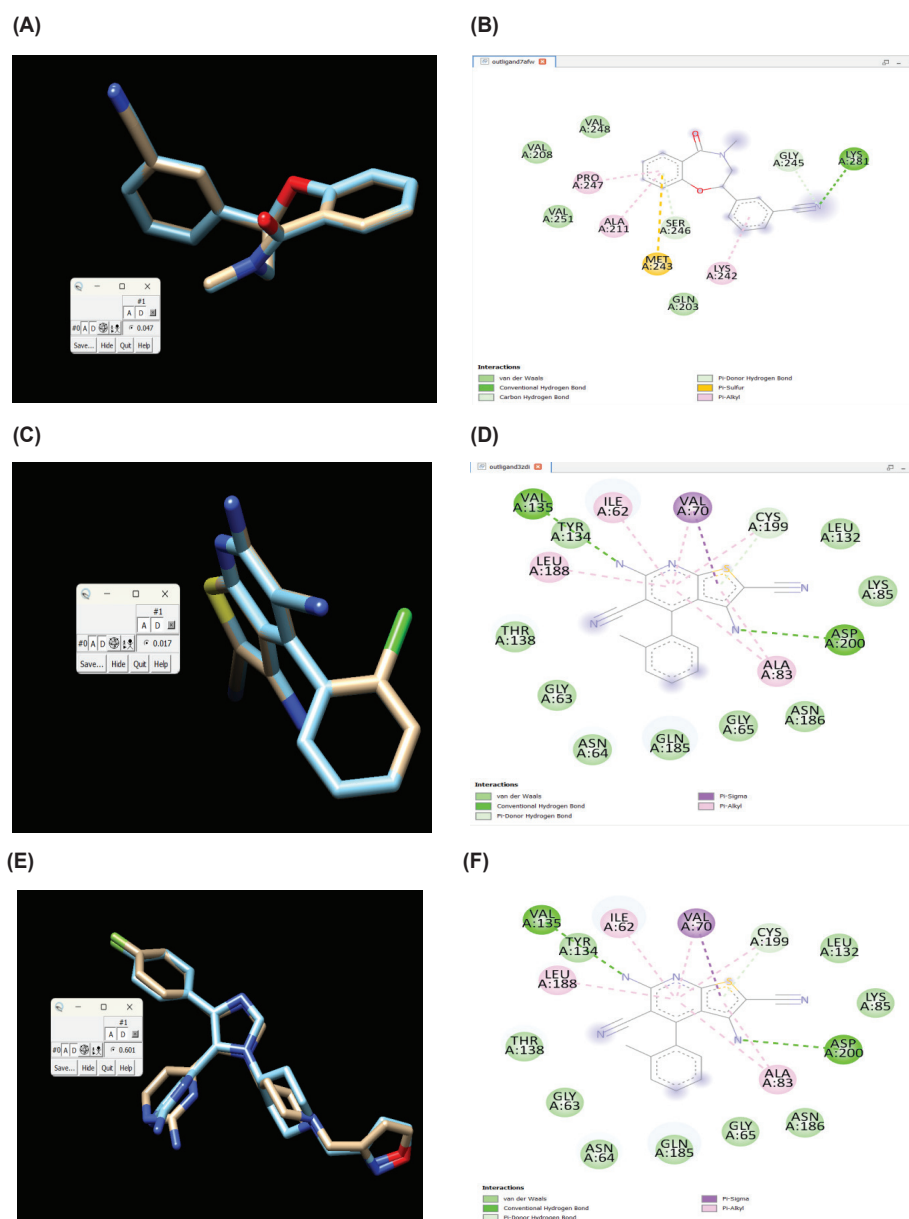 (A)
#1
A D
#0 A D 0.047
Save... Hide Quit Help
(B)
outligand7afw
VAL
A:248
VAL
A:208
GLY
A:245
LYS
A:281
PRO
A:247
VAL
A:251
ALA
A:211
SER
A:246
MET
A:243
LYS
A:242
GLN
A:203
O
N
O
N
Interactions
van der Waals
Conventional Hydrogen Bond
Carbon Hydrogen Bond
Pi-Donor Hydrogen Bond
Pi-Sulfur
Pi-Alkyl
(C)
#1
A D
#0 A D 0.017
Save... Hide Quit Help
(D)
outligand3zdi
VAL
A:135
ILE
A:62
VAL
A:70
CYS
A:199
TYR
A:134
LEU
A:132
LEU
A:188
LYS
A:85
THR
A:138
ASP
A:200
ALA
A:83
GLY
A:63
ASN
A:186
GLY
A:65
ASN
A:64
GLN
A:185
N
N
N
N
N
Interactions
van der Waals
Conventional Hydrogen Bond
Pi-Donor Hydrogen Bond
Pi-Sigma
Pi-Alkyl
(E)
#1
A D
#0 A D 0.601
Save... Hide Quit Help
(F)
VAL
A:135
ILE
A:62
VAL
A:70
CYS
A:199
TYR
A:134
LEU
A:132
LEU
A:188
LYS
A:85
THR
A:138
ASP
A:200
ALA
A:83
GLY
A:63
ASN
A:186
GLY
A:65
ASN
A:64
GLN
A:185
N
N
N
N
N
Interactions
van der Waals
Conventional Hydrogen Bond
Pi-Donor Hydrogen Bond
Pi-Sigma
Pi-Alkyl